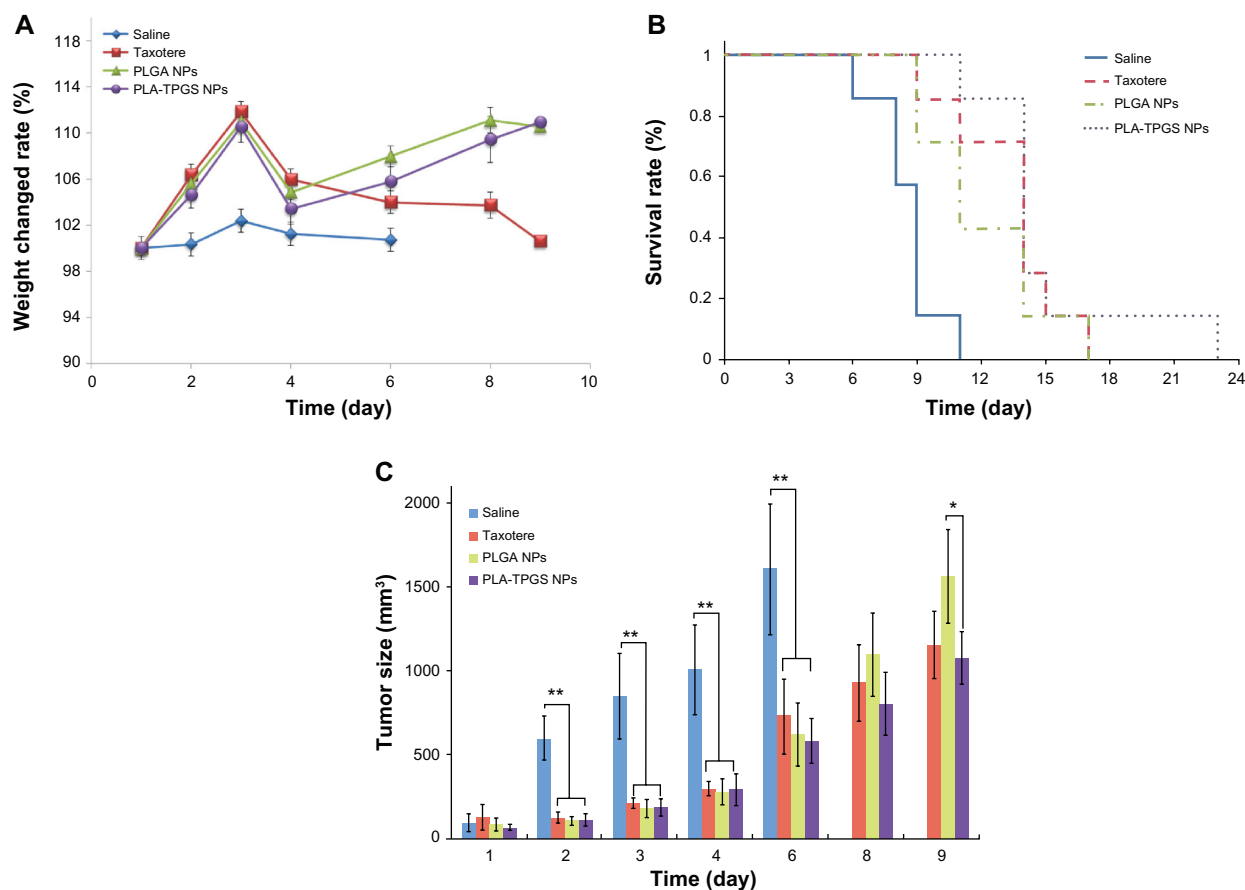 A
118
114
110
106
102
98
94
90
Weight changed rate (%)
Saline
Taxotere
PLGA NPs
PLA-TPGS NPs
0 2 4 6 8 10
Time (day)
B
1
0.8
0.6
0.4
0.2
0
Survival rate (%)
Saline
Taxotere
PLGA NPs
PLA-TPGS NPs
0 3 6 9 12 15 18 21 24
Time (day)
C
2000
1500
1000
500
0
Tumor size (mm³)
Saline
Taxotere
PLGA NPs
PLA-TPGS NPs
**
**
**
**
*
1 2 3 4 6 8 9
Time (day)